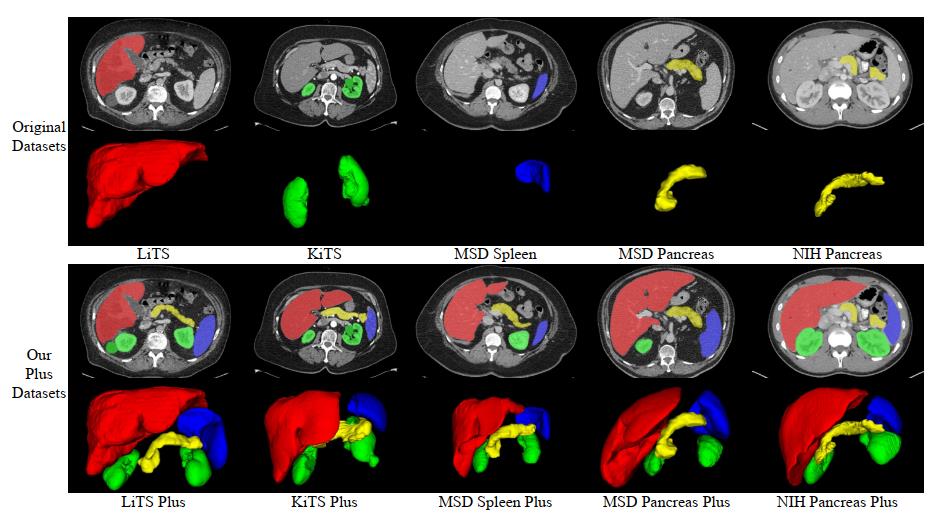 Original
Datasets
LiTS
KiTS
MSD Spleen
MSD Pancreas
NIH Pancreas
Our
Plus
Datasets
LiTS Plus
KiTS Plus
MSD Spleen Plus
MSD Pancreas Plus
NIH Pancreas Plus